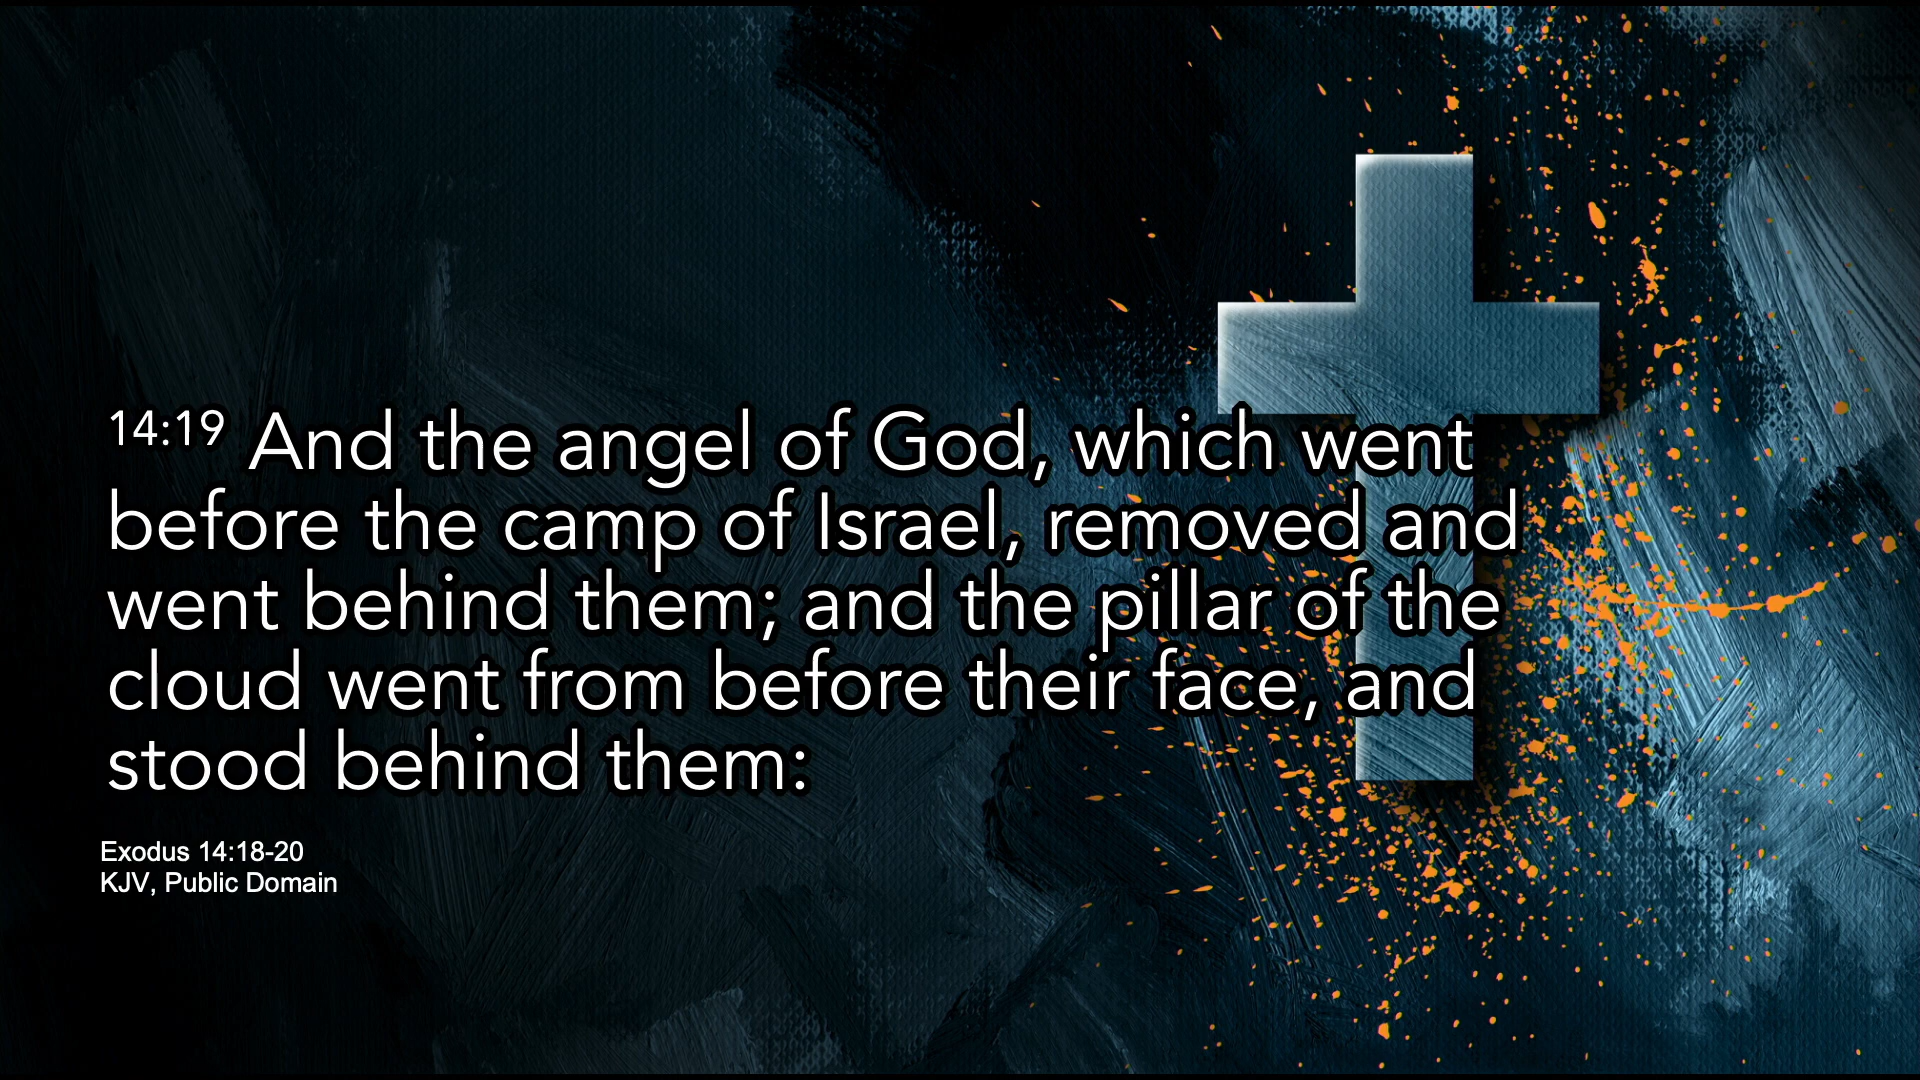 14:19 And the angel of God, which went
before the camp of Israel, removed and
went behind them; and the pillar of the
cloud went from before their face, and
stood behind them:
Exodus 14:18-20
KJV, Public Domain